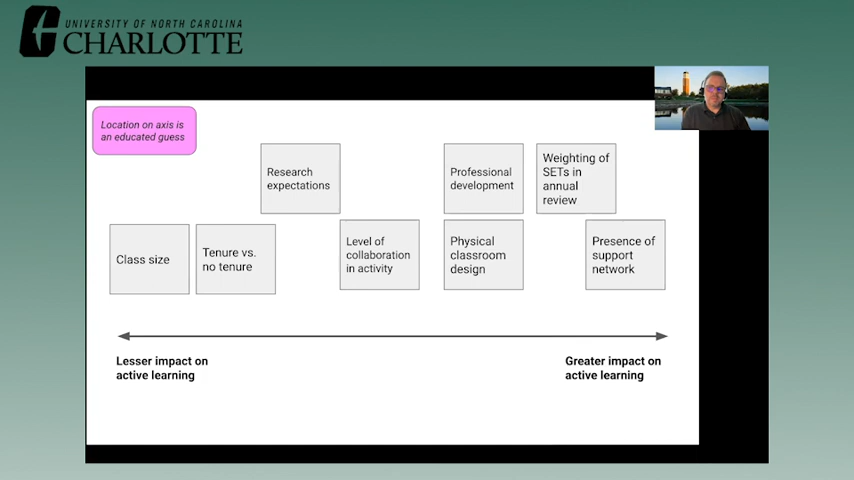 UNIVERSITY OF NORTH CAROLINA
CHARLOTTE
Location on axis is
an educated guess
Research
expectations
Professional
development
Weighting of
SETs in
annual
review
Class size
Tenure vs.
no tenure
Level of
collaboration
in activity
Physical
classroom
design
Presence of
support
network
Lesser impact on
active learning
Greater impact on
active learning